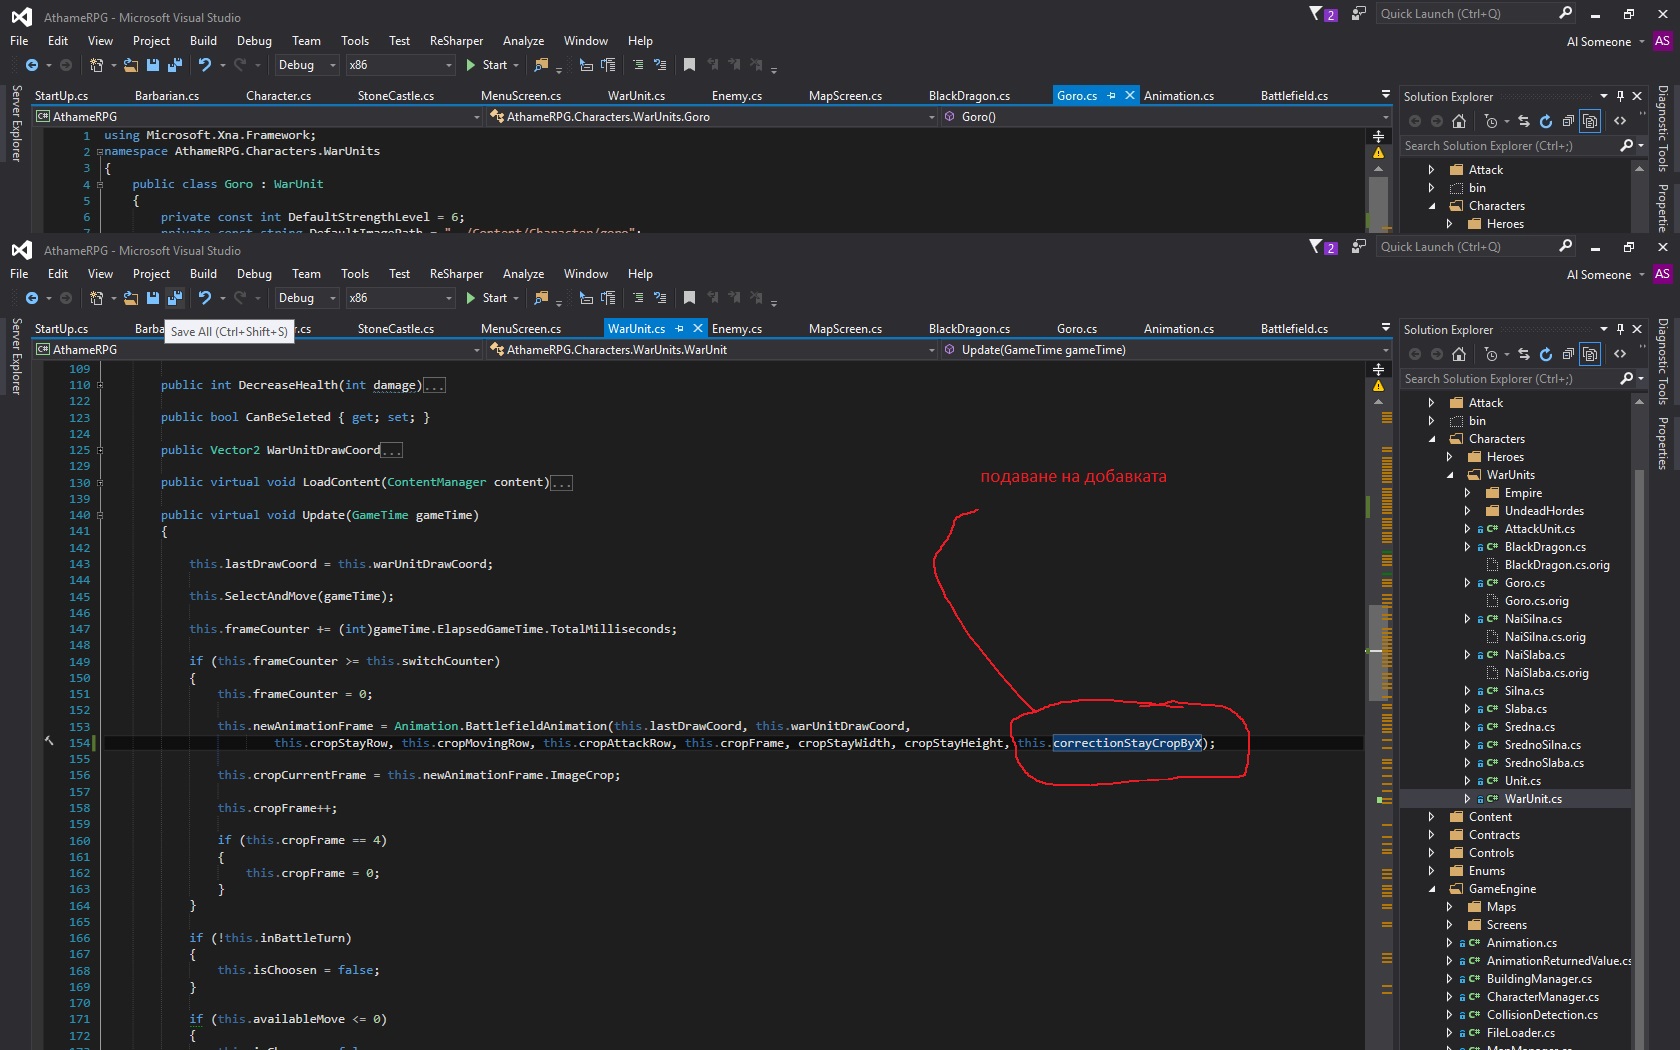 AthameRPG - Microsoft Visual Studio
2
Quick Launch (Ctrl+Q)
File Edit View Project Build Debug Team Tools Test ReSharper Analyze Window Help
Al Someone AS
Debug x86 Start
StartUp.cs Barbarian.cs Character.cs StoneCastle.cs MenuScreen.cs WarUnit.cs Enemy.cs MapScreen.cs BlackDragon.cs Goro.cs Animation.cs Battlefield.cs
Solution Explorer
Server Explorer
Diagnostic Tools
Propertie
AthameRPG AthameRPG.Characters.WarUnits.Goro Goro()
Search Solution Explorer (Ctrl+;)
1 using Microsoft.Xna.Framework;
2 namespace AthameRPG.Characters.WarUnits
3 {
4 public class Goro : WarUnit
5 {
6 private const int DefaultStrengthLevel = 6;
7 private const string DefaultImagePath = "../Content/Character/goro";
Attack
bin
Characters
Heroes
AthameRPG - Microsoft Visual Studio
2
Quick Launch (Ctrl+Q)
File Edit View Project Build Debug Team Tools Test ReSharper Analyze Window Help
Al Someone AS
Debug x86 Start
Save All (Ctrl+Shift+S)
StartUp.cs Barba r.cs StoneCastle.cs MenuScreen.cs WarUnit.cs Enemy.cs MapScreen.cs BlackDragon.cs Goro.cs Animation.cs Battlefield.cs
Solution Explorer
Server Explorer
Diagnostic Tools
Properties
AthameRPG AthameRPG.Characters.WarUnits.WarUnit Update(GameTime gameTime)
Search Solution Explorer (Ctrl+;)
109
110 public int DecreaseHealth(int damage)...
122
123 public bool CanBeSeleted { get; set; }
124
125 public Vector2 WarUnitDrawCoord...
129
130 public virtual void LoadContent(ContentManager content)...
139
140 public virtual void Update(GameTime gameTime)
141 {
142
143 this.lastDrawCoord = this.warUnitDrawCoord;
144
145 this.SelectAndMove(gameTime);
146
147 this.frameCounter += (int)gameTime.ElapsedGameTime.TotalMilliseconds;
148
149 if (this.frameCounter >= this.switchCounter)
150 {
151 this.frameCounter = 0;
152
153 this.newAnimationFrame = Animation.BattlefieldAnimation(this.lastDrawCoord, this.warUnitDrawCoord,
154 this.cropStayRow, this.cropMovingRow, this.cropAttackRow, this.cropFrame, cropStayWidth, cropStayHeight, this.correctionStayCropByX);
155
156 this.cropCurrentFrame = this.newAnimationFrame.ImageCrop;
157
158 this.cropFrame++;
159
160 if (this.cropFrame == 4)
161 {
162 this.cropFrame = 0;
163 }
164 }
165
166 if (!this.inBattleTurn)
167 {
168 this.isChoosen = false;
169 }
170
171 if (this.availableMove <= 0)
172 {
подаване на добавката
Attack
bin
Characters
Heroes
WarUnits
Empire
UndeadHordes
AttackUnit.cs
BlackDragon.cs
BlackDragon.cs.orig
Goro.cs
Goro.cs.orig
NaiSilna.cs
NaiSilna.cs.orig
NaiSlaba.cs
NaiSlaba.cs.orig
Silna.cs
Slaba.cs
Sredna.cs
SrednoSilna.cs
SrednoSlaba.cs
Unit.cs
WarUnit.cs
Content
Contracts
Controls
Enums
GameEngine
Maps
Screens
Animation.cs
AnimationReturnedValue.cs
BuildingManager.cs
CharacterManager.cs
CollisionDetection.cs
FileLoader.cs